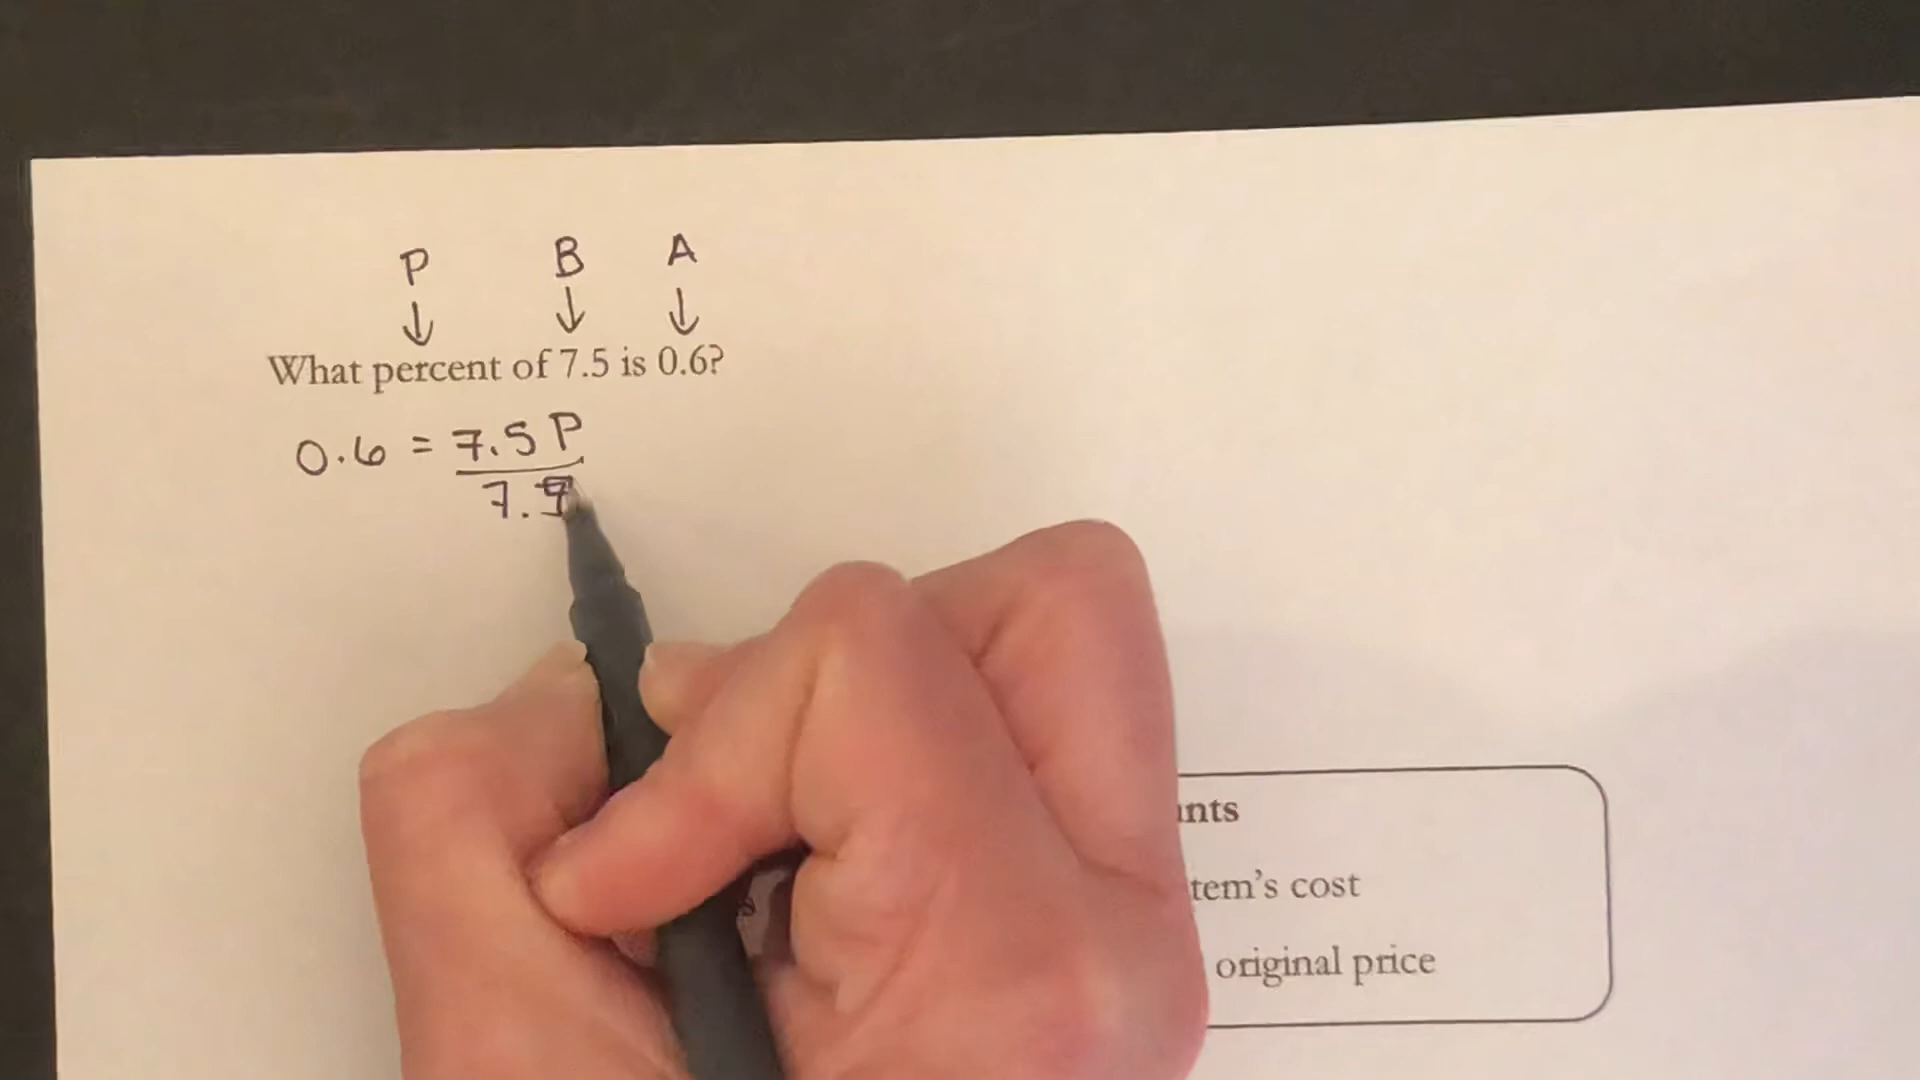 P B A
↓ ↓ ↓
What percent of 7.5 is 0.6?
0.6 = 7.5 P
7.
nts
tem's cost
original price